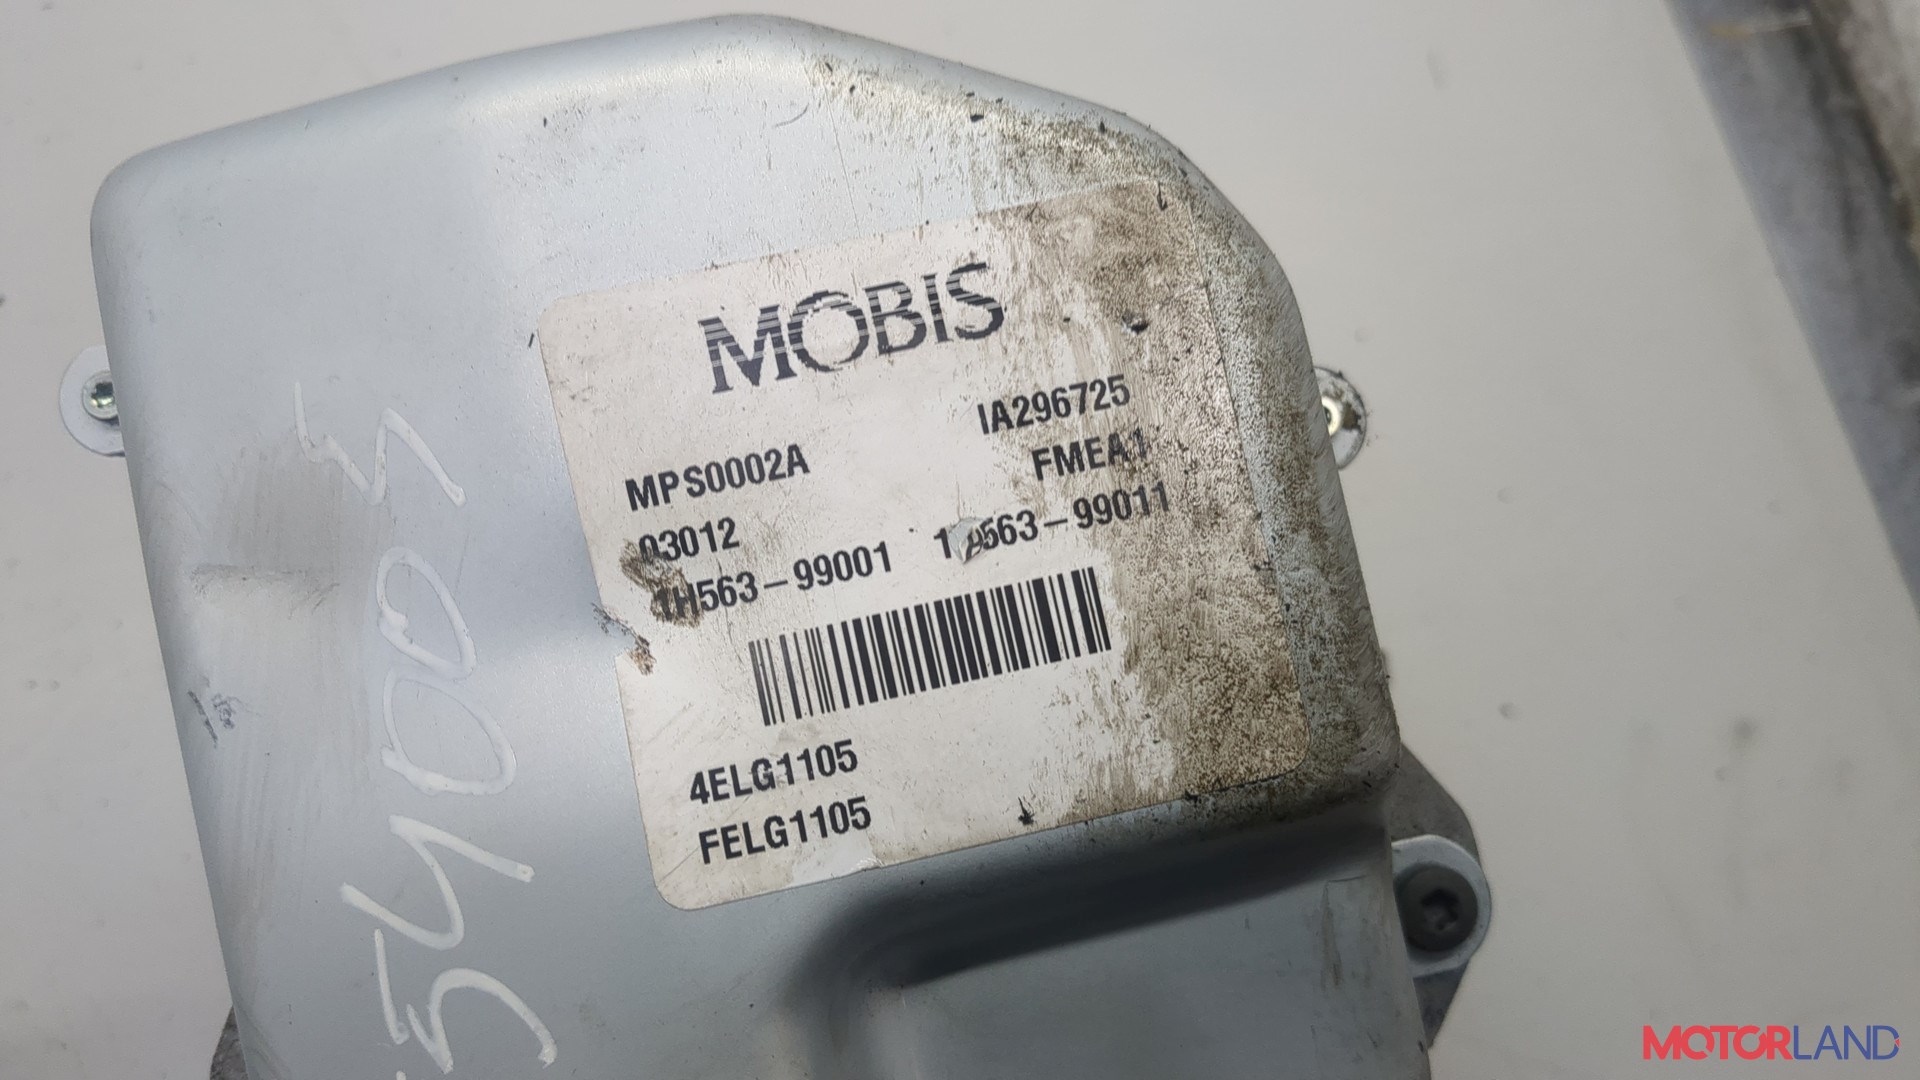 MOBIS
IA296725
MPS0002A FMEA1
03012
1H563-99001 563-99011
4ELG1105
FELG1105
MOTORLAND